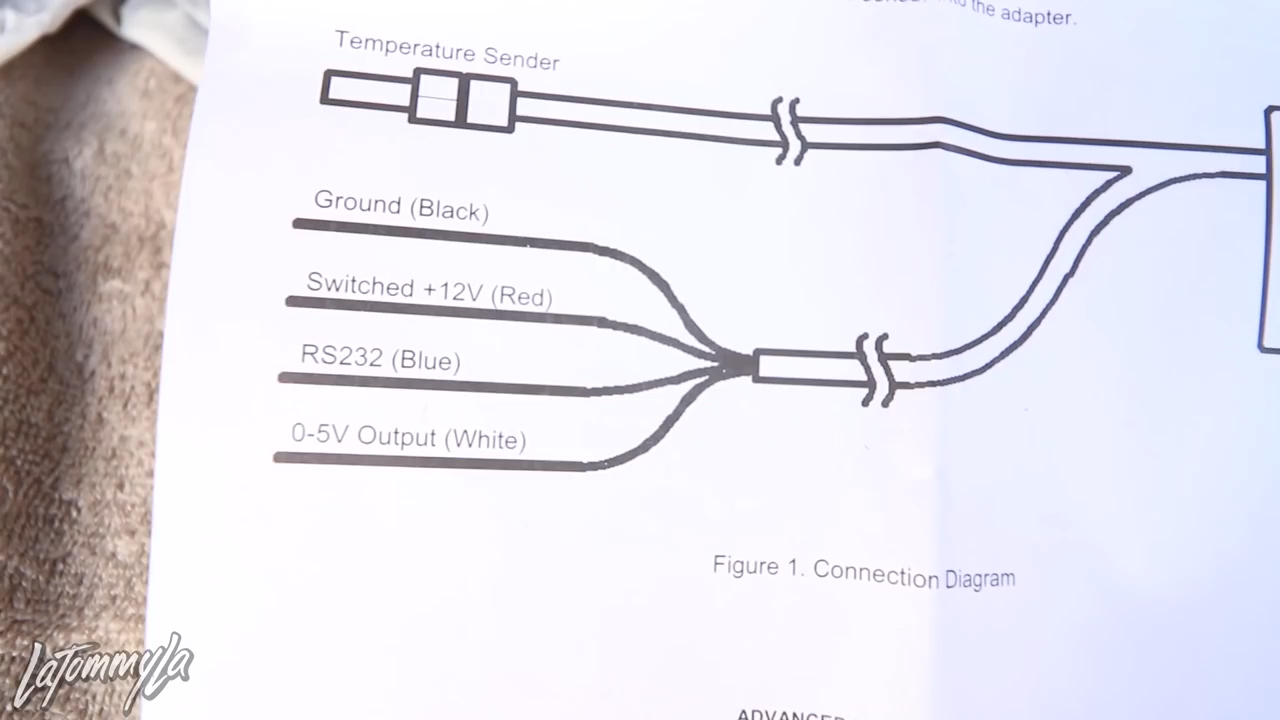 the adapter.
Temperature Sender
Ground (Black)
Switched +12V (Red)
RS232 (Blue)
0-5V Output (White)
Figure 1. Connection Diagram
ADVANCED
LaTommyLa